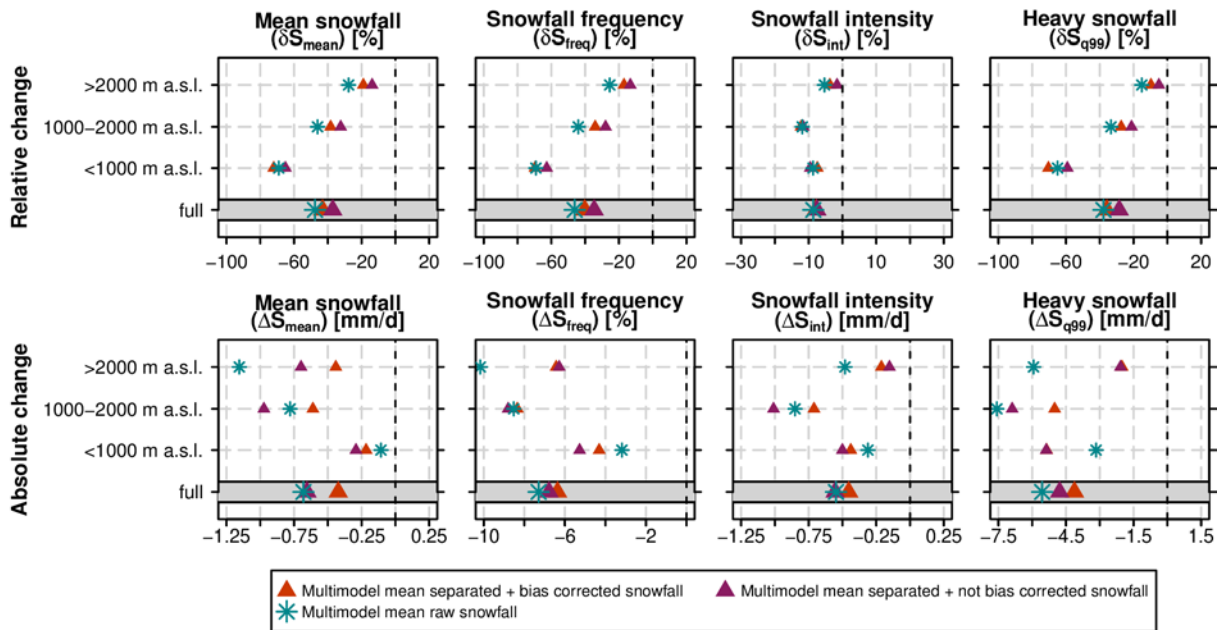 Mean snowfall
(δSmean) [%]
Snowfall frequency
(δSfreq) [%]
Snowfall intensity
(δSint) [%]
Heavy snowfall
(δSq99) [%]
Relative change
>2000 m a.s.l.
1000−2000 m a.s.l.
<1000 m a.s.l.
full
−100 −60 −20 20
−100 −60 −20 20
−30 −10 10 30
−100 −60 −20 20
Mean snowfall
(ΔSmean) [mm/d]
Snowfall frequency
(ΔSfreq) [%]
Snowfall intensity
(ΔSint) [mm/d]
Heavy snowfall
(ΔSq99) [mm/d]
Absolute change
>2000 m a.s.l.
1000−2000 m a.s.l.
<1000 m a.s.l.
full
−1.25 −0.75 −0.25 0.25
−10 −6 −2
−1.25 −0.75 −0.25 0.25
−7.5 −4.5 −1.5 1.5
Multimodel mean separated + bias corrected snowfall
Multimodel mean separated + not bias corrected snowfall
Multimodel mean raw snowfall